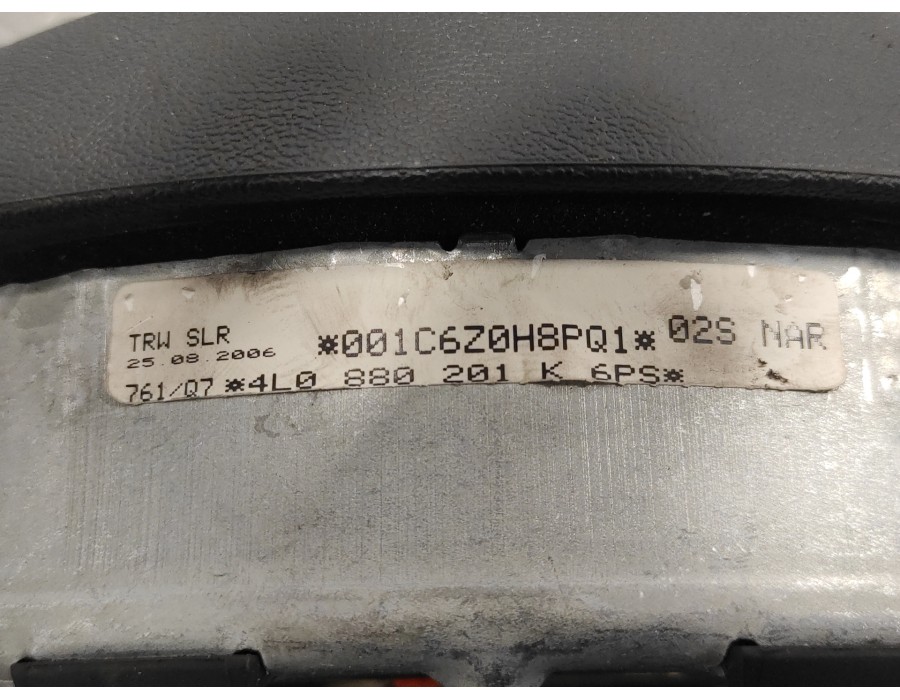 TRW SLR *001C6Z0H8PQ1* 02S NAR
25.08.2006
761/Q7 *4L0 880 201 K 6PS*